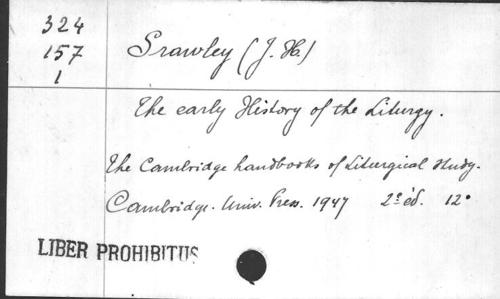 324
157
1
Srawley (J. H.)
The early History of the Liturgy.
The Cambridge handbooks of Liturgical study.
Cambridge. Univ. Press. 1947 2e éd. 12°
LIBER PROHIBITUS